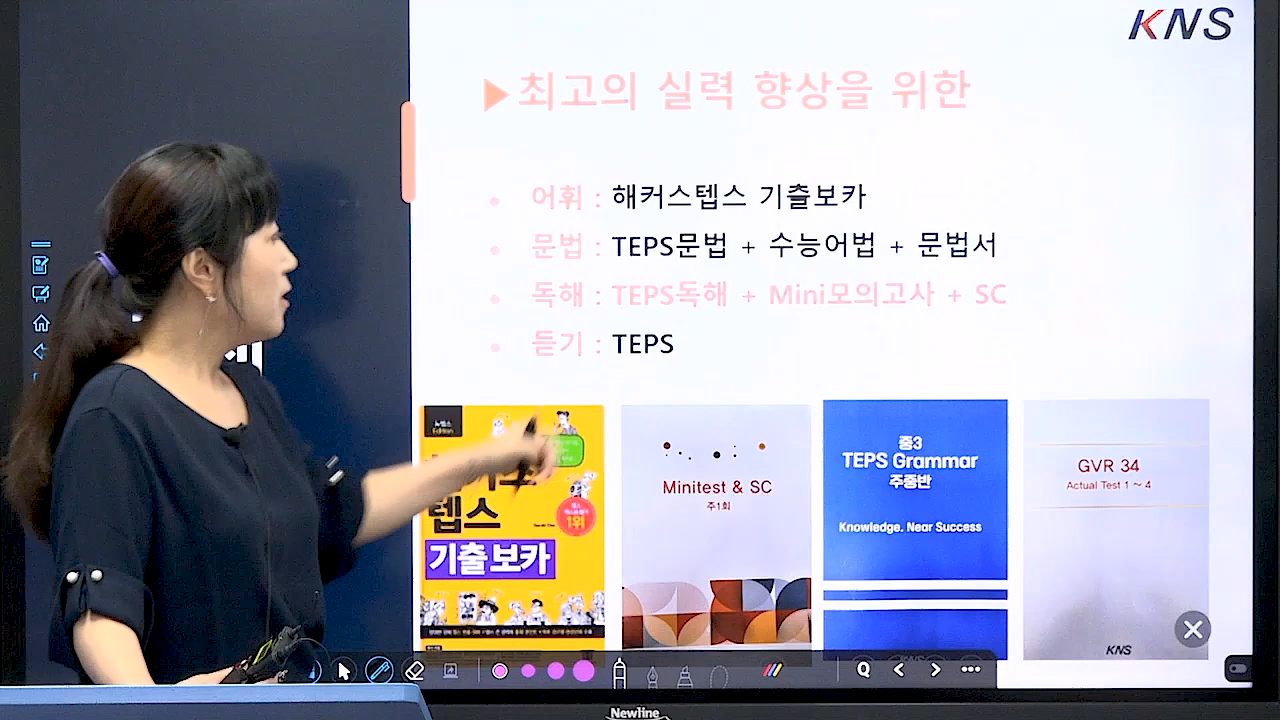 KNS
▶최고의 실력 향상을 위한
• 어휘 : 해커스텝스 기출보카
• 문법 : TEPS문법 + 수능어법 + 문법서
• 독해 : TEPS독해 + Mini모의고사 + SC
• 듣기 : TEPS
뉴텝스
Edition
텝스
1위
기출 보카
Minitest & SC
주1회
중3
TEPS Grammar
주중반
Knowledge. Near Success
GVR 34
Actual Test 1 ~ 4
KNS
Newline